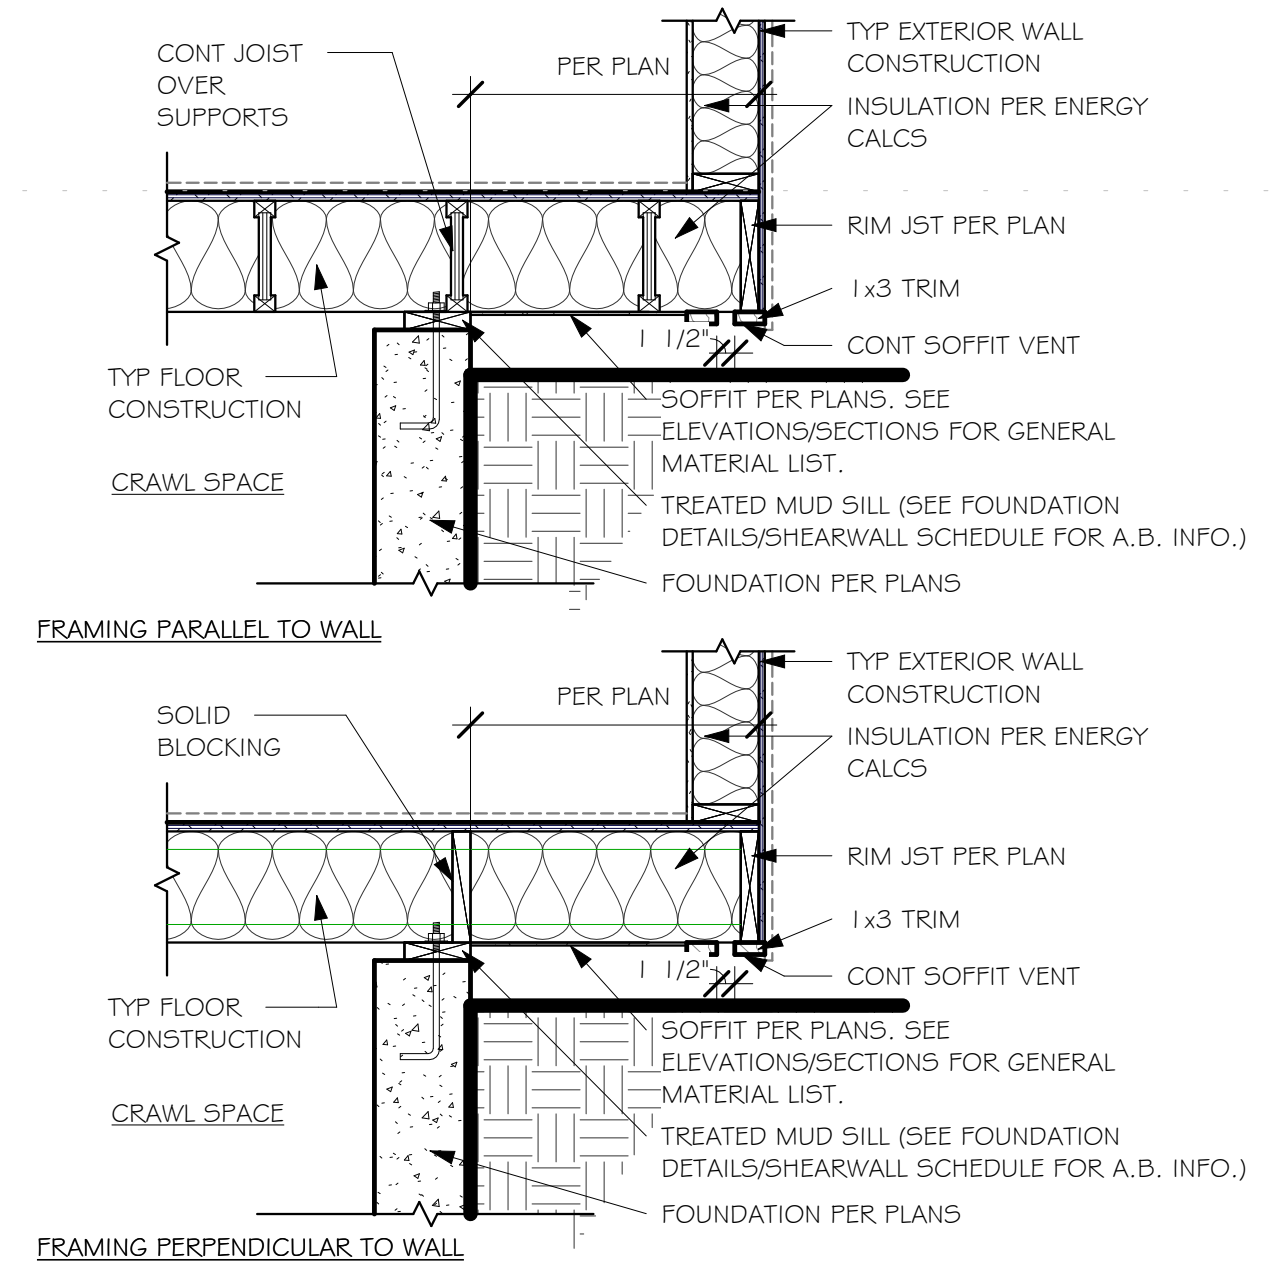 CONT JOIST
OVER
SUPPORTS
PER PLAN
TYP EXTERIOR WALL
CONSTRUCTION
INSULATION PER ENERGY
CALCS
RIM JST PER PLAN
1x3 TRIM
1 1/2"
CONT SOFFIT VENT
TYP FLOOR
CONSTRUCTION
SOFFIT PER PLANS. SEE
ELEVATIONS/SECTIONS FOR GENERAL
MATERIAL LIST.
CRAWL SPACE
TREATED MUD SILL (SEE FOUNDATION
DETAILS/SHEARWALL SCHEDULE FOR A.B. INFO.)
FOUNDATION PER PLANS
FRAMING PARALLEL TO WALL
SOLID
BLOCKING
PER PLAN
TYP EXTERIOR WALL
CONSTRUCTION
INSULATION PER ENERGY
CALCS
RIM JST PER PLAN
1x3 TRIM
1 1/2"
CONT SOFFIT VENT
TYP FLOOR
CONSTRUCTION
SOFFIT PER PLANS. SEE
ELEVATIONS/SECTIONS FOR GENERAL
MATERIAL LIST.
CRAWL SPACE
TREATED MUD SILL (SEE FOUNDATION
DETAILS/SHEARWALL SCHEDULE FOR A.B. INFO.)
FOUNDATION PER PLANS
FRAMING PERPENDICULAR TO WALL